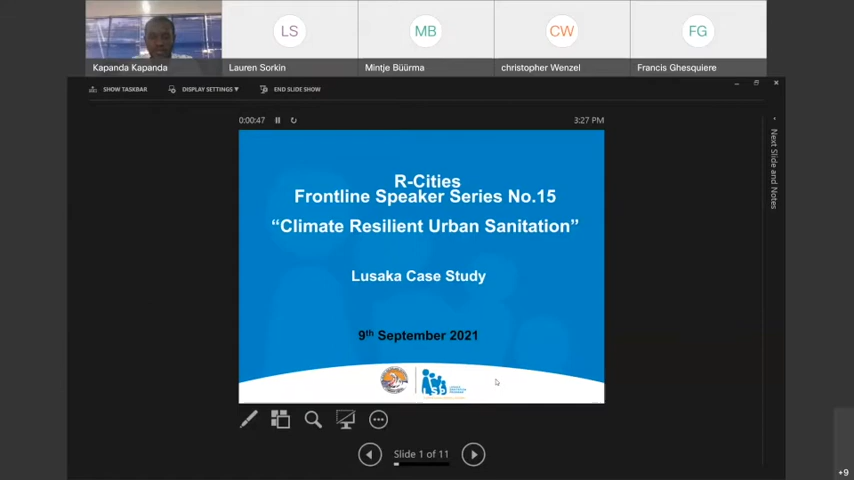 LS
MB
CW
FG
Kapanda Kapanda
Lauren Sorkin
Mintje Büürma
christopher Wenzel
Francis Ghesquiere
SHOW TASKBAR
DISPLAY SETTINGS ▼
END SLIDE SHOW
0:00:47
3:27 PM
R-Cities
Frontline Speaker Series No.15
“Climate Resilient Urban Sanitation”
Lusaka Case Study
9th September 2021
LSP
Slide 1 of 11
Next Slide and Notes
+9